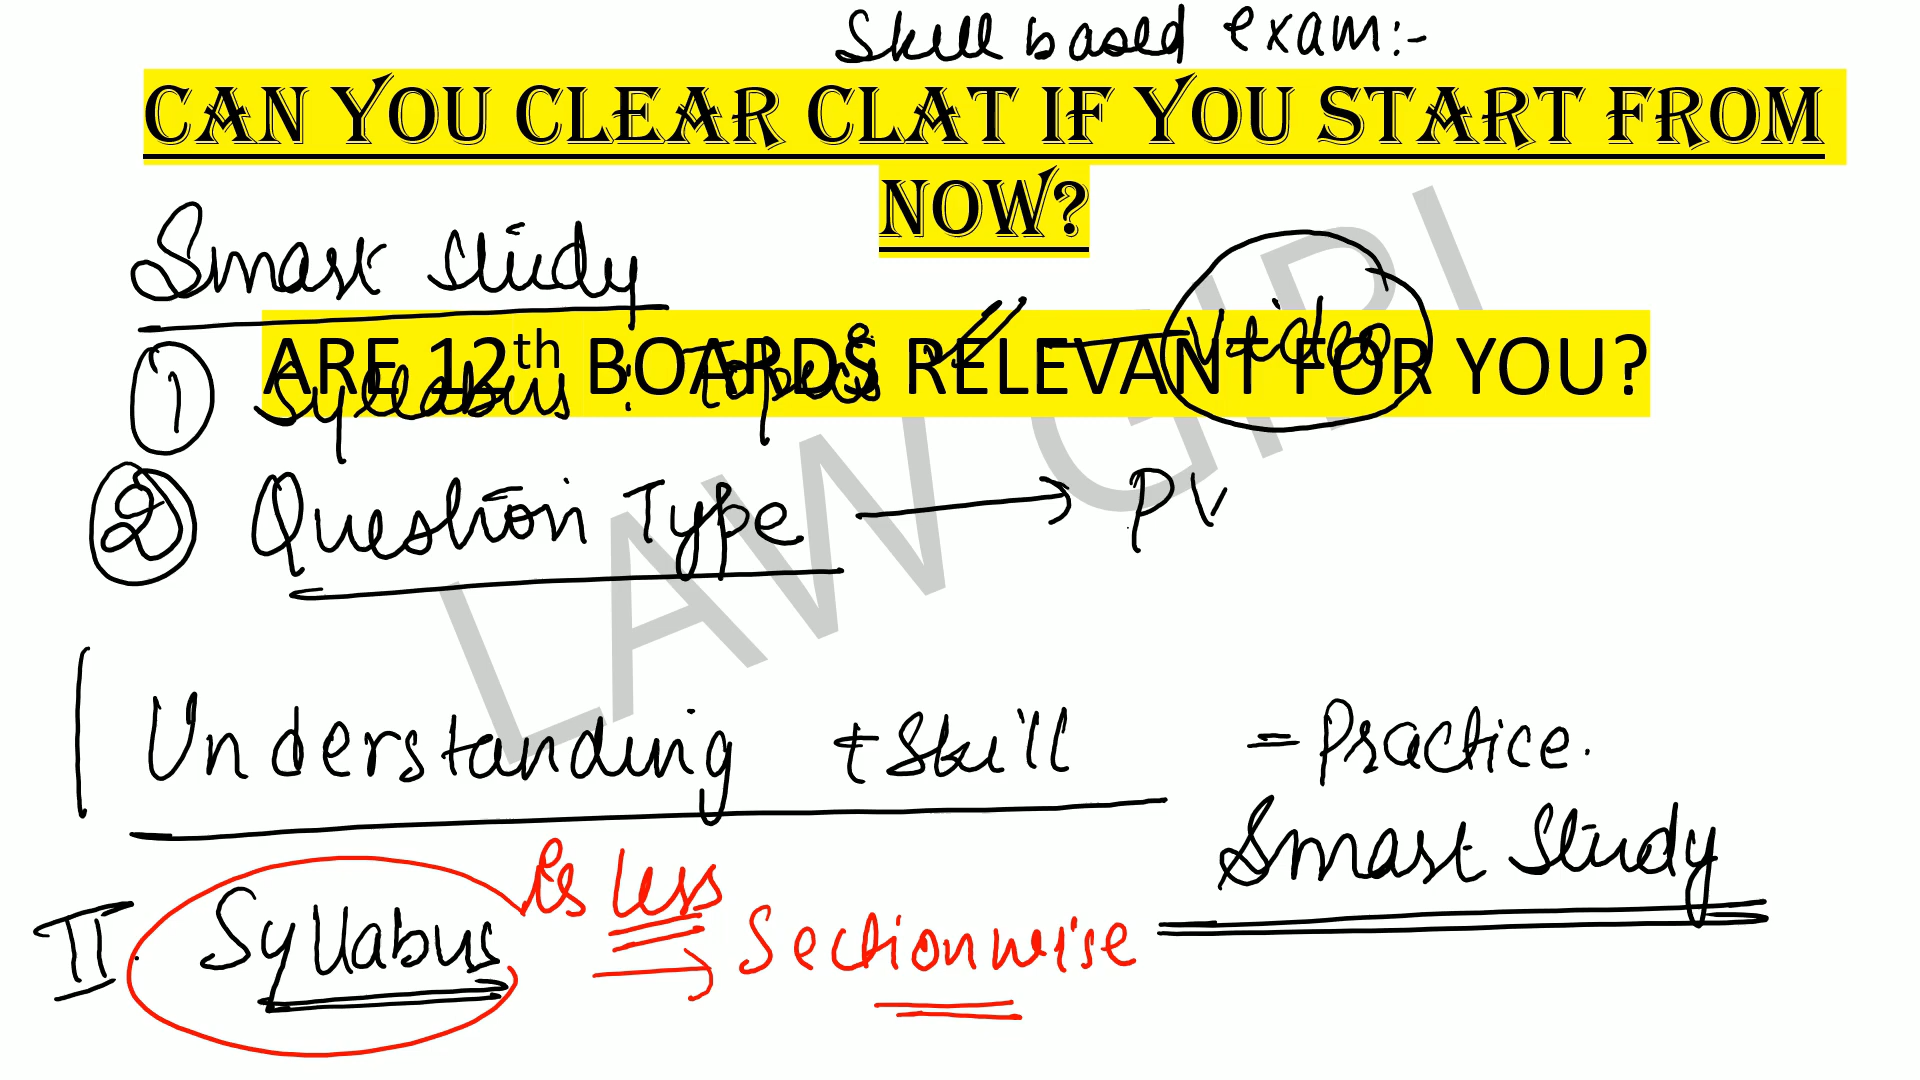 Skill based exam:-
CAN YOU CLEAR CLAT IF YOU START FROM
NOW?
Smart Study
ARE 12th BOARDS RELEVANT FOR YOU?
① Syllabus : Topics Video
② Question Type → PV
Understanding + Skill = Practice.
Smart Study
II. Syllabus is less → Sectionwise
LAW GIRI